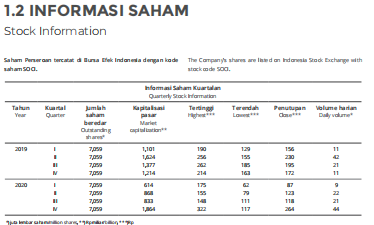 1.2 INFORMASI SAHAM
Stock Information
Saham Perseroan tercatat di Bursa Efek Indonesia dengan kode
saham SOCI.
The Company's shares are listed on Indonesia Stock Exchange with
stock code SOCI.
Informasi Saham Kuartalan
Quarterly Stock Information
Tahun Year Kuartal Quarter Jumlah saham beredar Outstanding shares* Kapitalisasi pasar Market capitalization** Tertinggi Highest*** Terendah Lowest*** Penutupan Close*** Volume harian Daily volume*
2019 I 7,059 1,101 190 129 156 11
II 7,059 1,624 256 155 230 42
III 7,059 1,377 262 185 195 21
IV 7,059 1,214 214 163 172 11
2020 I 7,059 614 175 62 87 9
II 7,059 868 155 79 123 22
III 7,059 833 148 111 118 21
IV 7,059 1,864 322 117 264 44
*)juta lembar saham/million shares, **)Rp miliar/billion, ***)Rp